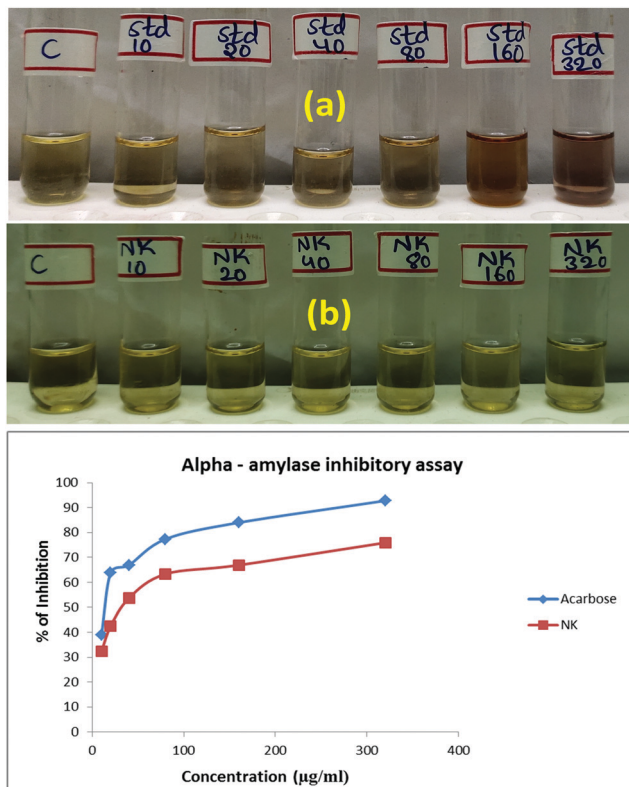 C
Std
10
Std
20
Std
40
Std
80
Std
160
Std
320
(a)
C
NK
10
NK
20
NK
40
NK
80
NK
160
NK
320
(b)
Alpha - amylase inhibitory assay
% of Inhibition
100
90
80
70
60
50
40
30
20
10
0
0
100
200
300
400
Concentration (µg/ml)
Acarbose
NK